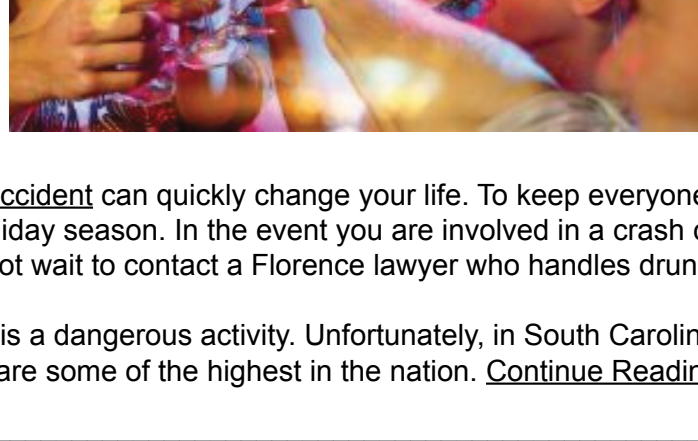 ccident can quickly change your life. To keep everyone
iday season. In the event you are involved in a crash
ot wait to contact a Florence lawyer who handles drun
is a dangerous activity. Unfortunately, in South Carolin
are some of the highest in the nation. Continue Readin